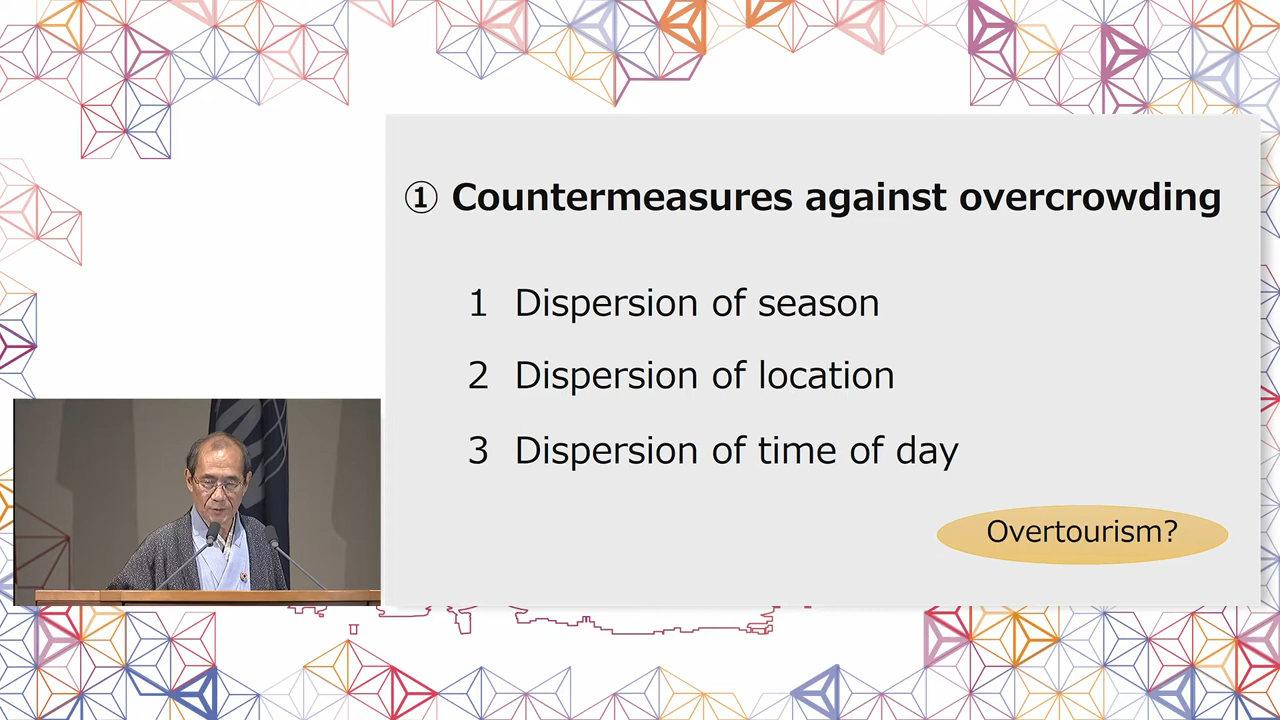 ① Countermeasures against overcrowding
1 Dispersion of season
2 Dispersion of location
3 Dispersion of time of day
Overtourism?